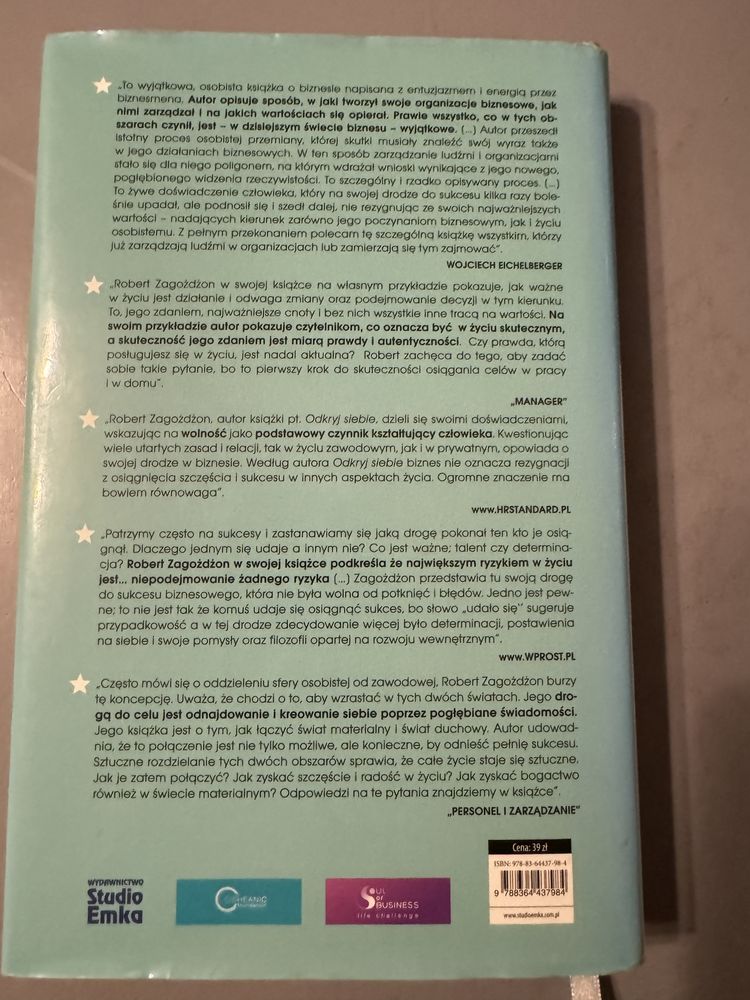 „To wyjątkowa, osobista książka o biznesie napisana z entuzjazmem i energią przez
biznesmena. Autor opisuje sposób, w jaki tworzył swoje organizacje biznesowe, jak
nimi zarządzał i na jakich wartościach się opierał. Prawie wszystko, co w tych ob-
szarach czynił, jest – w dzisiejszym świecie biznesu – wyjątkowe. (...) Autor przeszedł
istotny proces osobistej przemiany, której skutki musiały znaleźć swój wyraz także
w jego działaniach biznesowych. W ten sposób zarządzanie ludźmi i organizacjami
stało się dla niego poligonem, na którym wdrażał wnioski wynikające z jego nowego,
pogłębionego widzenia rzeczywistości. To szczególny i rzadko opisywany proces. (...)
To żywe doświadczenie człowieka, który na swojej drodze do sukcesu kilka razy bole-
śnie upadał, ale podnosił się i szedł dalej, nie rezygnując ze swoich najważniejszych
wartości – nadających kierunek zarówno jego poczynaniom biznesowym, jak i życiu
osobistemu. Z pełnym przekonaniem polecam tę szczególną książkę wszystkim, którzy
już zarządzają ludźmi w organizacjach lub zamierzają się tym zajmować”.
WOJCIECH EICHELBERGER
„Robert Zagożdżon w swojej książce na własnym przykładzie pokazuje, jak ważne
w życiu jest działanie i odwaga zmiany oraz podejmowanie decyzji w tym kierunku.
To, jego zdaniem, najważniejsze cnoty i bez nich wszystkie inne tracą na wartości. Na
swoim przykładzie autor pokazuje czytelnikom, co oznacza być w życiu skutecznym,
a skuteczność jego zdaniem jest miarą prawdy i autentyczności. Czy prawda, którą
posługujesz się w życiu, jest nadal aktualna? Robert zachęca do tego, aby zadać
sobie takie pytanie, bo to pierwszy krok do skuteczności osiągania celów w pracy
i w domu”.
„MANAGER”
„Robert Zagożdżon, autor książki pt. Odkryj siebie, dzieli się swoimi doświadczeniami,
wskazując na wolność jako podstawowy czynnik kształtujący człowieka. Kwestionując
wiele utartych zasad i relacji, tak w życiu zawodowym, jak i w prywatnym, opowiada o
swojej drodze w biznesie. Według autora Odkryj siebie biznes nie oznacza rezygnacji
z osiągnięcia szczęścia i sukcesu w innych aspektach życia. Ogromne znaczenie ma
bowiem równowaga”.
www.HRSTANDARD.PL
„Patrzymy często na sukcesy i zastanawiamy się jaką drogę pokonał ten kto je osią-
gnął. Dlaczego jednym się udaje a innym nie? Co jest ważne; talent czy determina-
cja? Robert Zagożdżon w swojej książce podkreśla że największym ryzykiem w życiu
jest... niepodejmowanie żadnego ryzyka (...) Zagożdżon przedstawia tu swoją drogę
do sukcesu biznesowego, która nie była wolna od potknięć i błędów. Jedno jest pew-
ne; to nie jest tak że komuś udaje się osiągnąć sukces, bo słowo „udało się” sugeruje
przypadkowość a w tej drodze zdecydowanie więcej było determinacji, postawienia
na siebie i swoje pomysły oraz filozofii opartej na rozwoju wewnętrznym”.
www.WPROST.PL
„Często mówi się o oddzieleniu sfery osobistej od zawodowej, Robert Zagożdżon burzy
tę koncepcję. Uważa, że chodzi o to, aby wzrastać w tych dwóch światach. Jego dro-
gą do celu jest odnajdowanie i kreowanie siebie poprzez pogłębianie świadomości.
Jego książka jest o tym, jak łączyć świat materialny i świat duchowy. Autor udowad-
nia, że to połączenie jest nie tylko możliwe, ale konieczne, by odnieść pełnię sukcesu.
Sztuczne rozdzielanie tych dwóch obszarów sprawia, że całe życie staje się sztuczne.
Jak je zatem połączyć? Jak zyskać szczęście i radość w życiu? Jak zyskać bogactwo
również w świecie materialnym? Odpowiedzi na te pytania znajdziemy w książce”.
„PERSONEL I ZARZĄDZANIE”
Cena: 39 zł
ISBN: 978-83-64437-98-4
9 788364 437984
www.studioemka.com.pl
WYDAWNICTWO
Studio
Emka
SOUL
OF
BUSINESS
life challenge